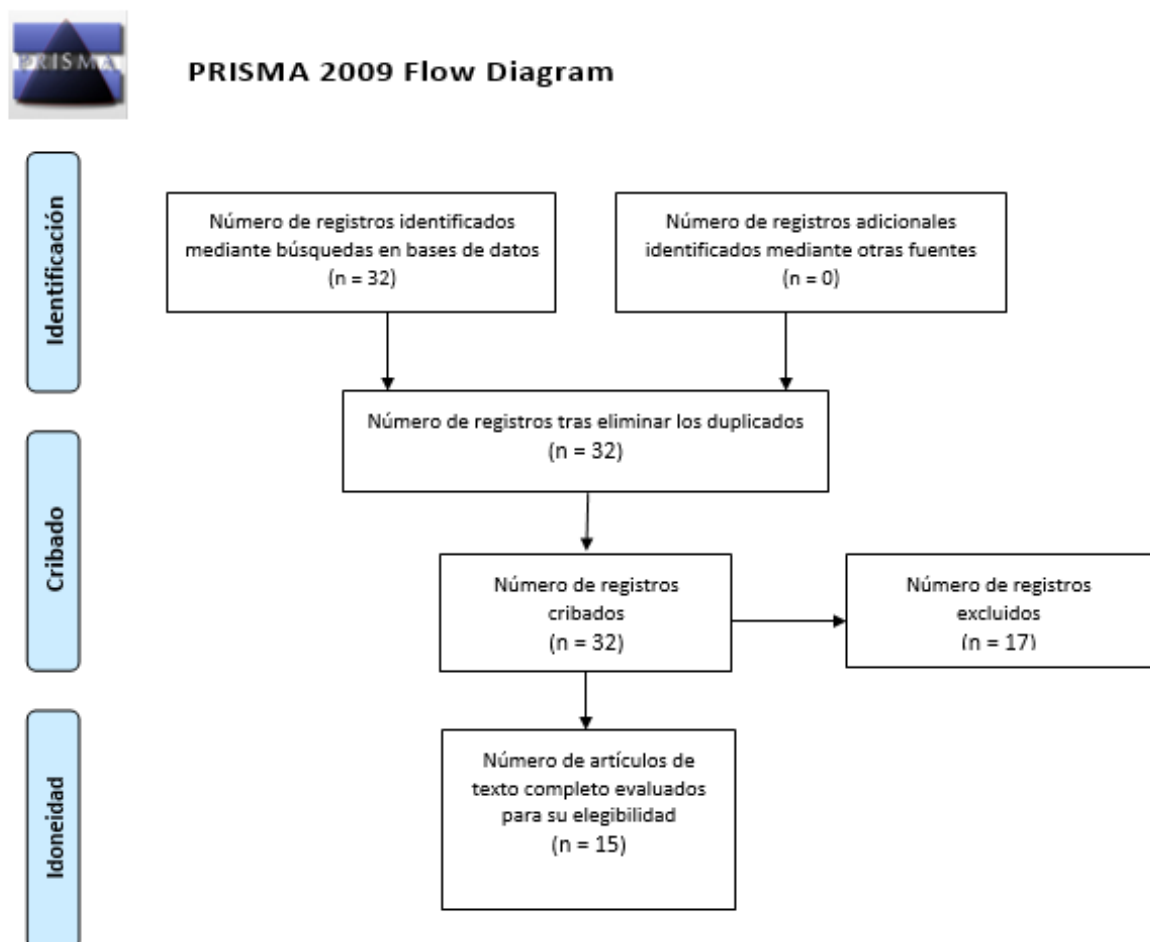 PRISMA
PRISMA 2009 Flow Diagram
Identificación
Número de registros identificados
mediante búsquedas en bases de datos
(n = 32)
Número de registros adicionales
identificados mediante otras fuentes
(n = 0)
Número de registros tras eliminar los duplicados
(n = 32)
Cribado
Número de registros
cribados
(n = 32)
Número de registros
excluidos
(n = 17)
Idoneidad
Número de artículos de
texto completo evaluados
para su elegibilidad
(n = 15)